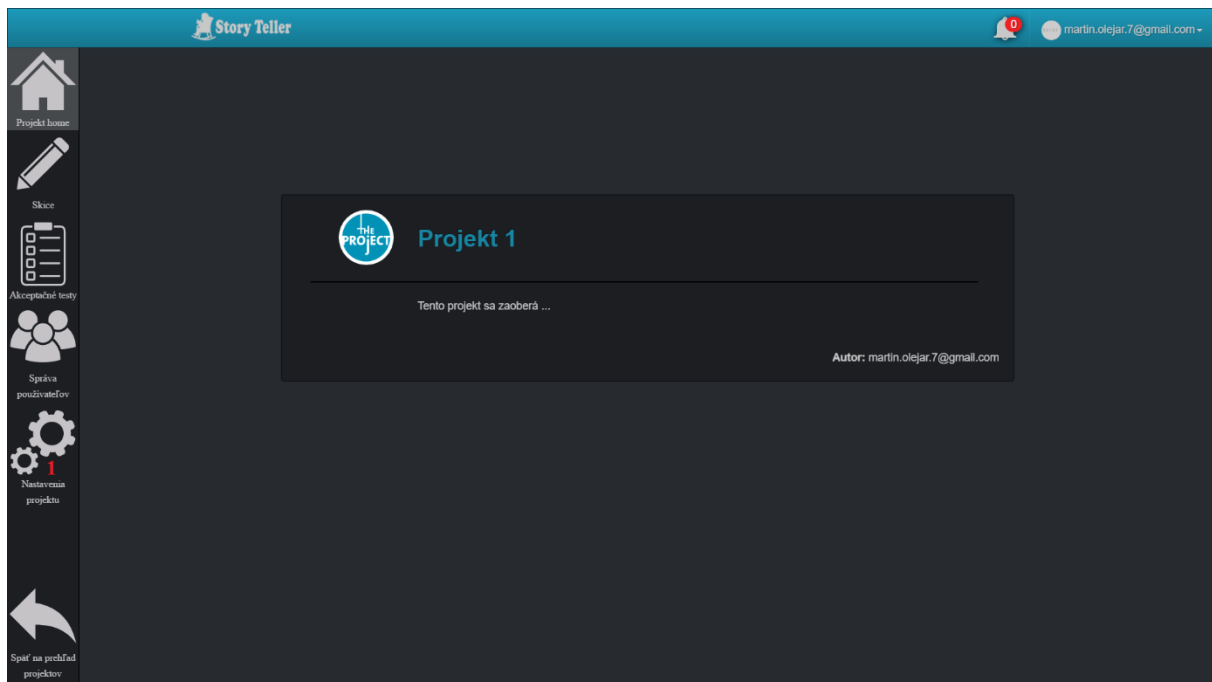 Story Teller
0
martin.olejar.7@gmail.com
Projekt home
Skice
Akceptačné testy
Správa
používateľov
1
Nastavenia
projektu
Späť na prehľad
projektov
THE
PROJECT
Projekt 1
Tento projekt sa zaoberá ...
Autor: martin.olejar.7@gmail.com